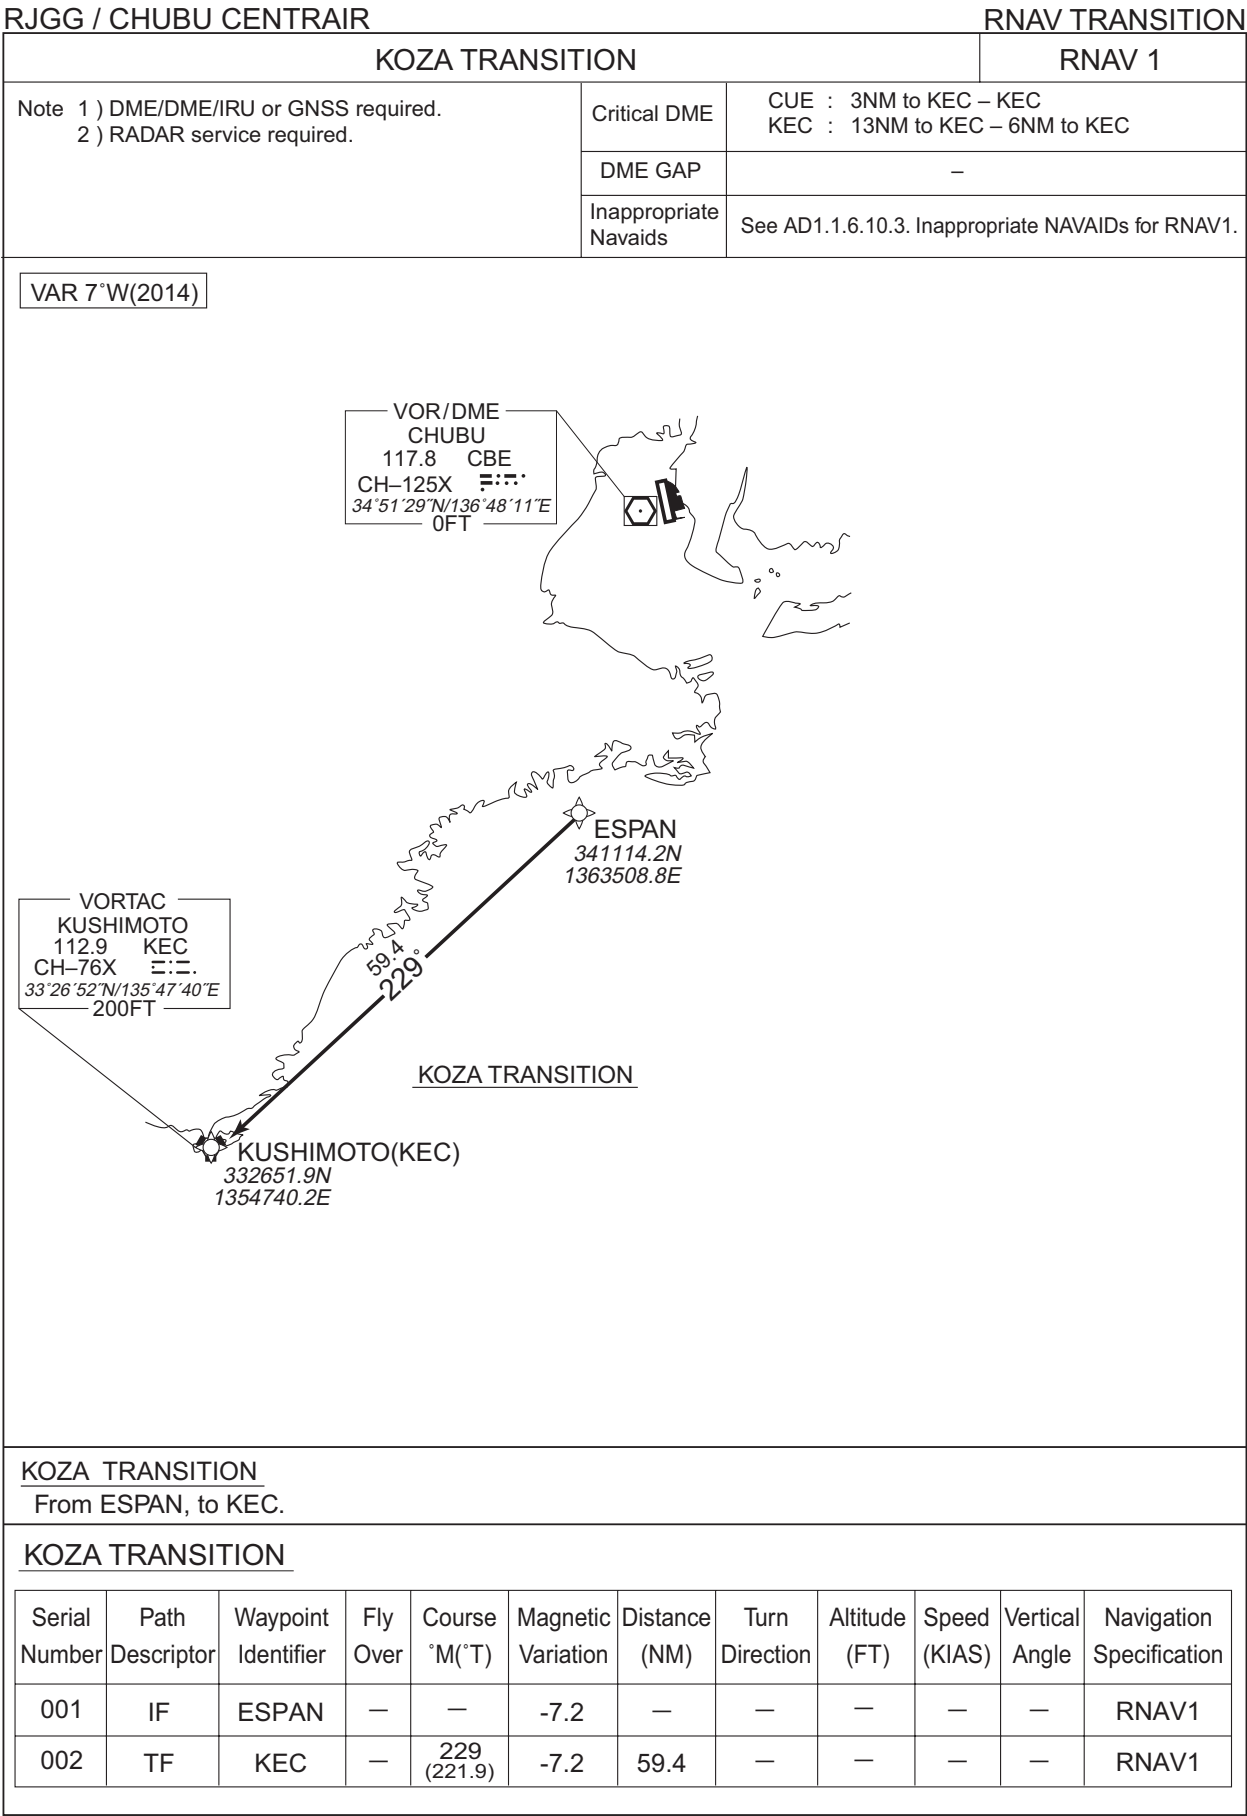 RJGG / CHUBU CENTRAIR
RNAV TRANSITION
KOZA TRANSITION
RNAV 1
Note 1 ) DME/DME/IRU or GNSS required.
2 ) RADAR service required.
Critical DME
CUE : 3NM to KEC – KEC
KEC : 13NM to KEC – 6NM to KEC
DME GAP
–
Inappropriate
Navaids
See AD1.1.6.10.3. Inappropriate NAVAIDs for RNAV1.
VAR 7˚W(2014)
VOR/DME
CHUBU
117.8 CBE
CH–125X
34˚51´29˝N/136˚48´11˝E
0FT
ESPAN
341114.2N
1363508.8E
VORTAC
KUSHIMOTO
112.9 KEC
CH–76X
33˚26´52˝N/135˚47´40˝E
200FT
59.4
229˚
KOZA TRANSITION
KUSHIMOTO(KEC)
332651.9N
1354740.2E
KOZA TRANSITION
From ESPAN, to KEC.
KOZA TRANSITION
Serial Number Path Descriptor Waypoint Identifier Fly Over Course ˚M(˚T) Magnetic Variation Distance (NM) Turn Direction Altitude (FT) Speed (KIAS) Vertical Angle Navigation Specification
001 IF ESPAN — — -7.2 — — — — — RNAV1
002 TF KEC — 229 (221.9) -7.2 59.4 — — — — RNAV1